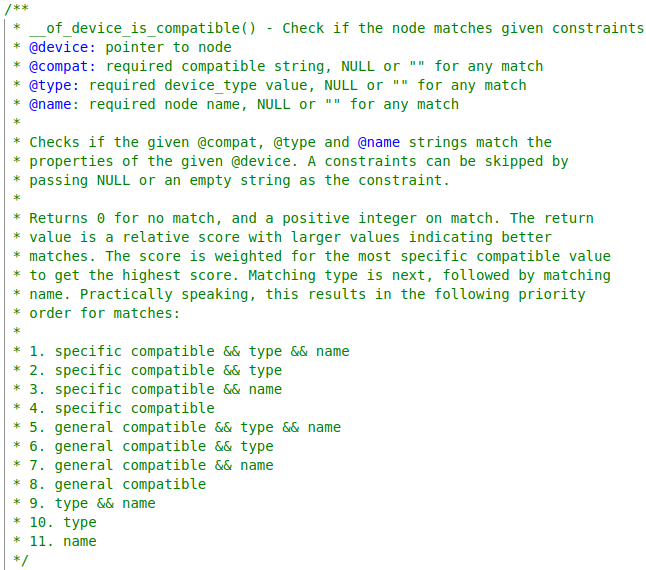 /**
 * __of_device_is_compatible() - Check if the node matches given constraints
 * @device: pointer to node
 * @compat: required compatible string, NULL or "" for any match
 * @type: required device_type value, NULL or "" for any match
 * @name: required node name, NULL or "" for any match
 *
 * Checks if the given @compat, @type and @name strings match the
 * properties of the given @device. A constraints can be skipped by
 * passing NULL or an empty string as the constraint.
 *
 * Returns 0 for no match, and a positive integer on match. The return
 * value is a relative score with larger values indicating better
 * matches. The score is weighted for the most specific compatible value
 * to get the highest score. Matching type is next, followed by matching
 * name. Practically speaking, this results in the following priority
 * order for matches:
 *
 * 1. specific compatible && type && name
 * 2. specific compatible && type
 * 3. specific compatible && name
 * 4. specific compatible
 * 5. general compatible && type && name
 * 6. general compatible && type
 * 7. general compatible && name
 * 8. general compatible
 * 9. type && name
 * 10. type
 * 11. name
 */